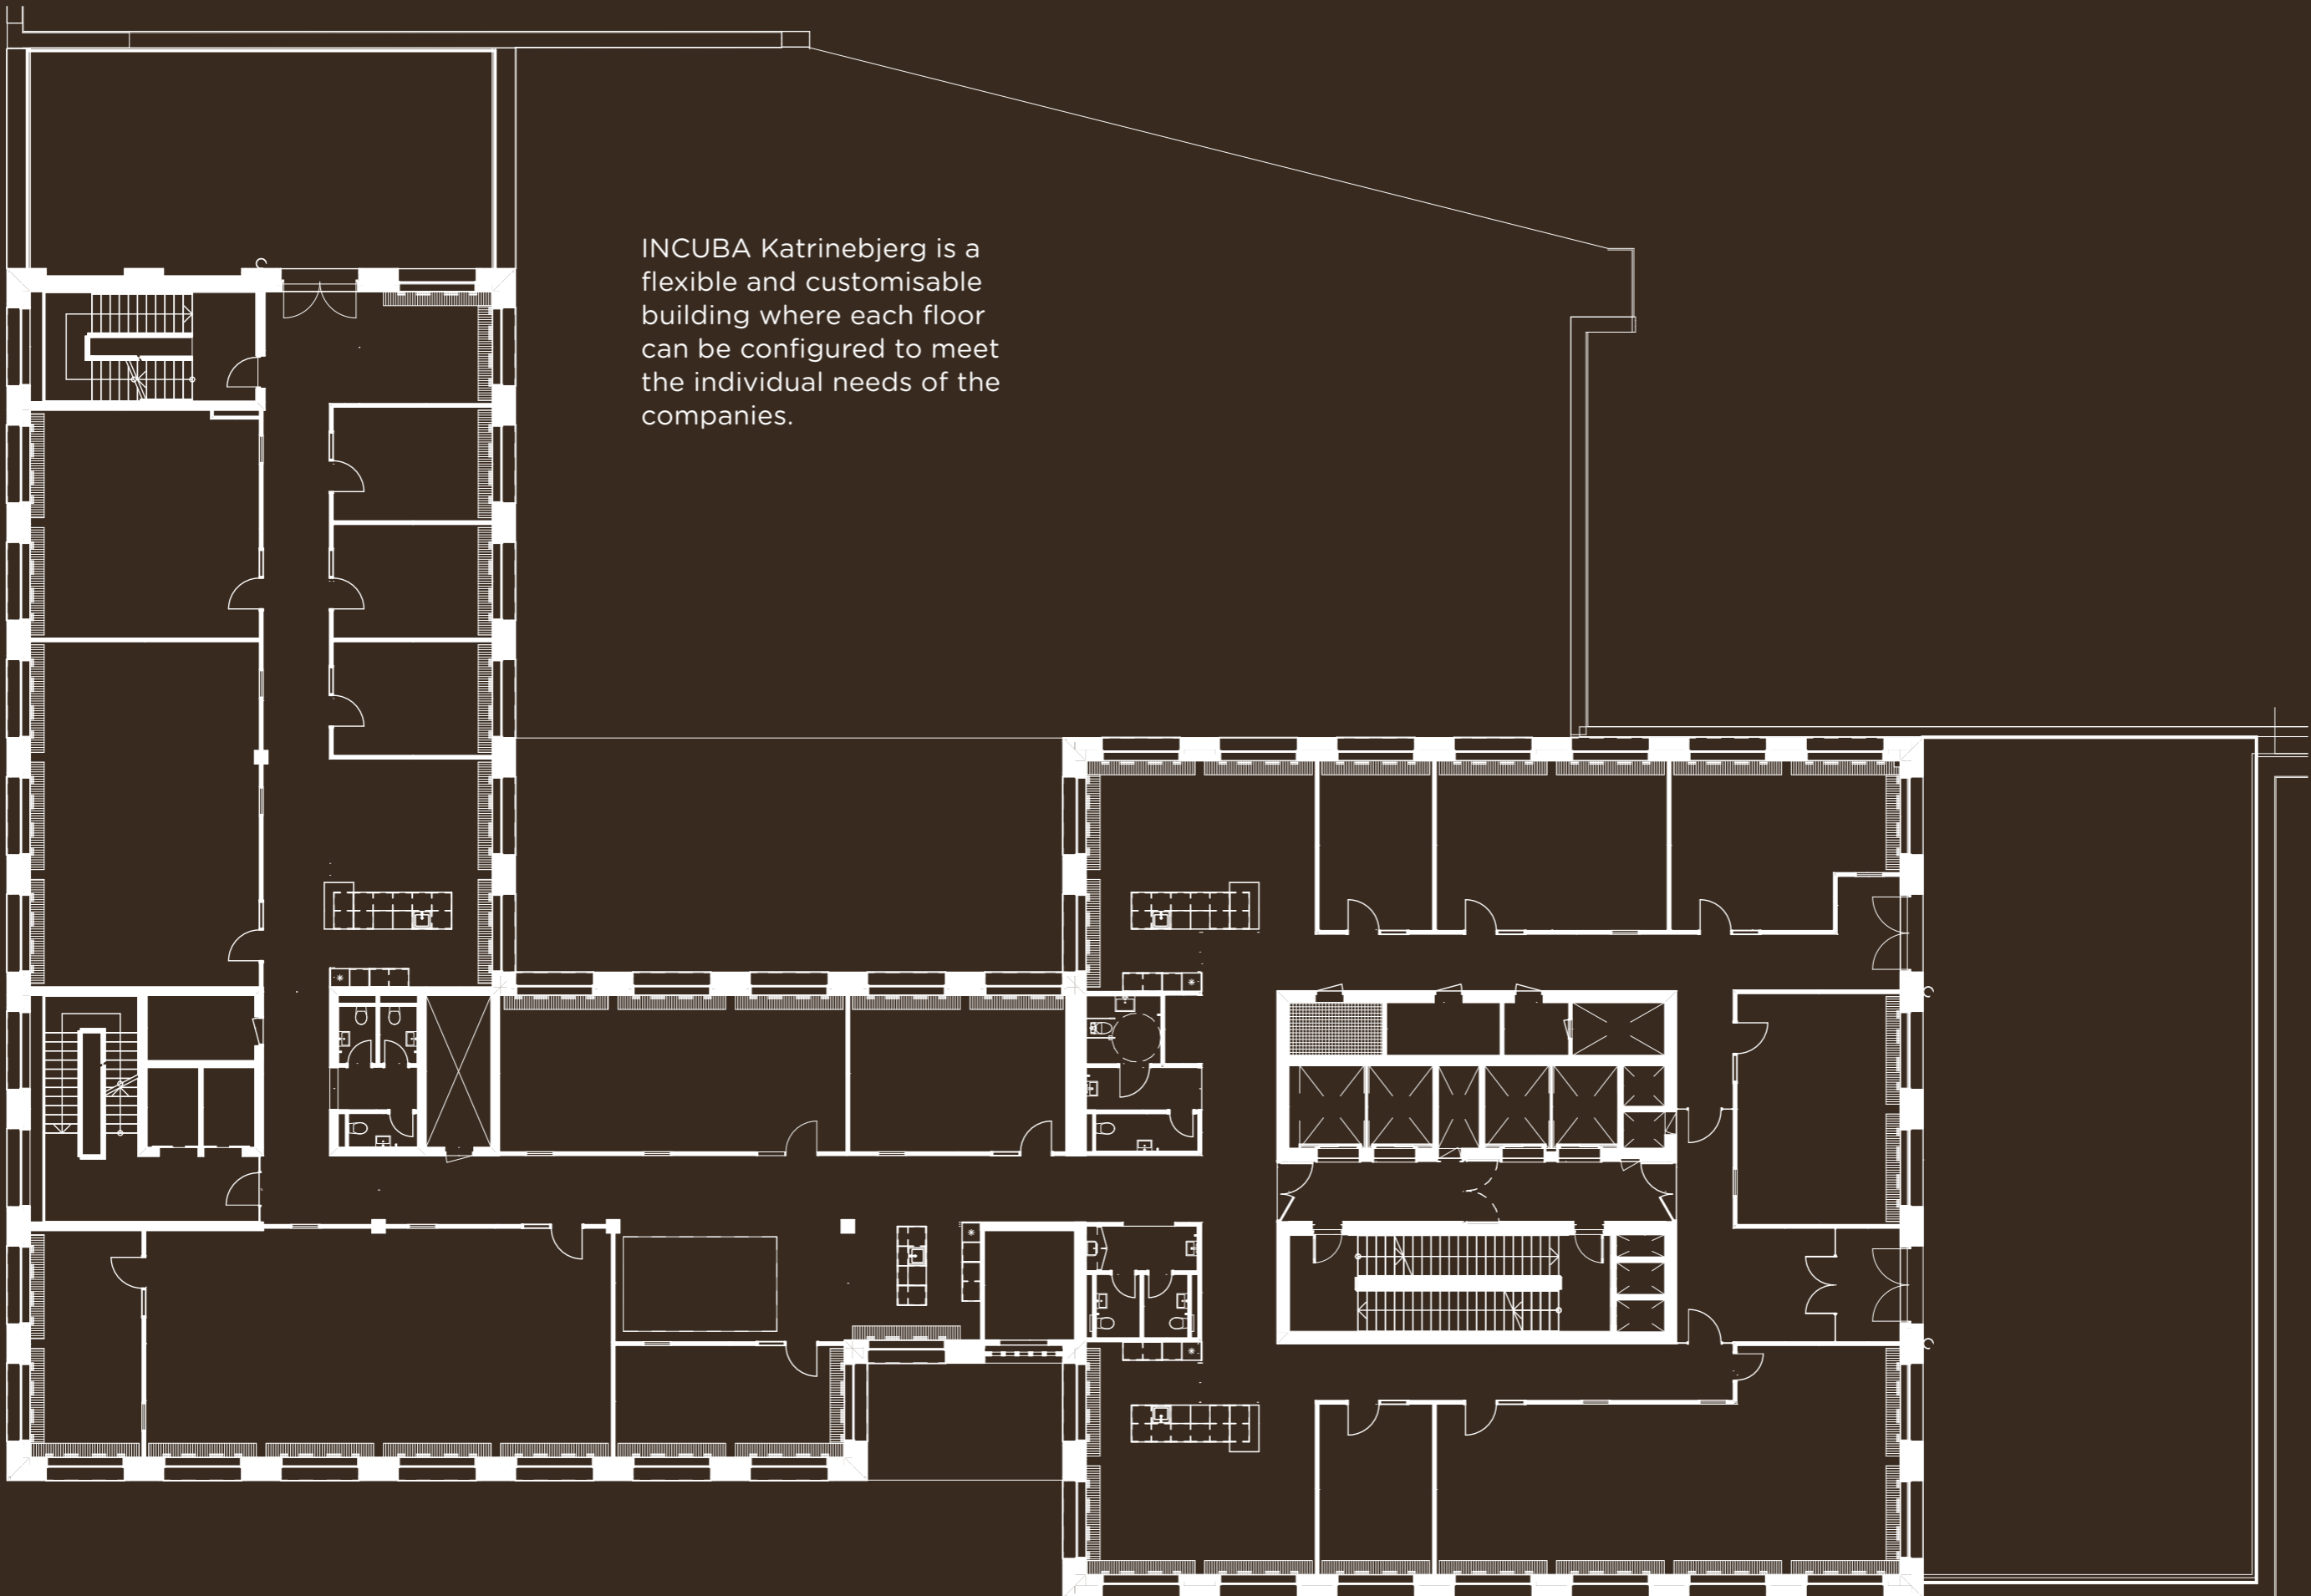 INCUBA Katrinebjerg is a
flexible and customisable
building where each floor
can be configured to meet
the individual needs of the
companies.